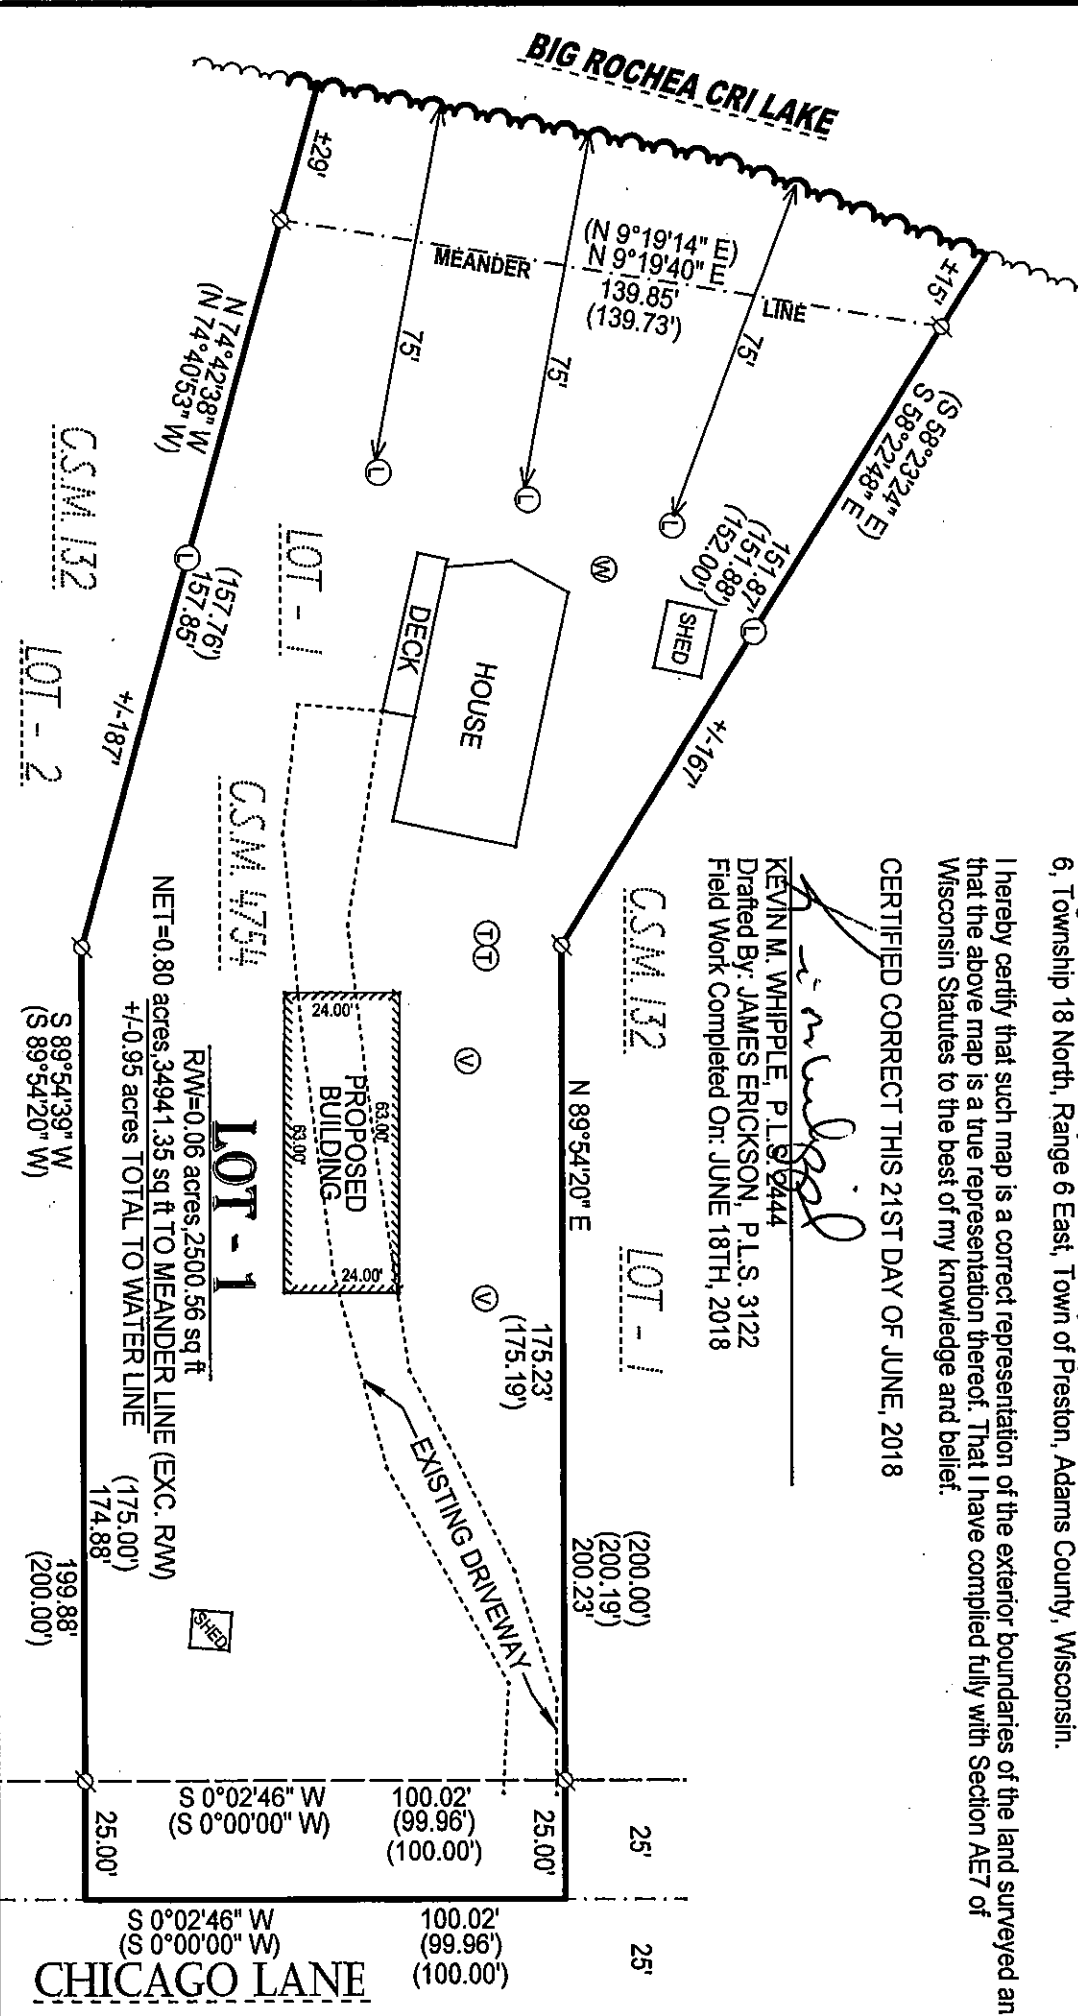 BIG ROCHEA CRI LAKE
±29'
(N 9°19'14" E)
N 9°19'40" E
139.85'
(139.73')
MEANDER
LINE
±15'
75'
75'
75'
(S 58°23'24" E)
S 58°22'48" E
N 74°42'38" W
(N 74°40'53" W)
C.S.M. 132
LOT - 2
L
L
L
L
L
W
151.87'
(151.88')
(152.00')
(157.76')
157.85'
SHED
LOT - 1
DECK
HOUSE
+/-167'
+/-187'
C.S.M. 4754
C.S.M. 132
LOT - 1
T T
V
V
N 89°54'20" E
175.23'
(175.19')
(200.00')
(200.19')
200.23'
24.00'
63.00'
PROPOSED
BUILDING
63.00'
24.00'
LOT - 1
R/W=0.06 acres,2500.56 sq ft
NET=0.80 acres,34941.35 sq ft TO MEANDER LINE (EXC. R/W)
+/-0.95 acres TOTAL TO WATER LINE
S 89°54'39" W
(S 89°54'20" W)
(175.00')
174.88'
199.88'
(200.00')
EXISTING DRIVEWAY
SHED
S 0°02'46" W
(S 0°00'00" W)
100.02'
(99.96')
(100.00')
25.00'
25.00'
25'
25'
S 0°02'46" W
(S 0°00'00" W)
100.02'
(99.96')
(100.00')
CHICAGO LANE
6, Township 18 North, Range 6 East, Town of Preston, Adams County, Wisconsin.
I hereby certify that such map is a correct representation of the exterior boundaries of the land surveyed an
that the above map is a true representation thereof. That I have complied fully with Section AE7 of
Wisconsin Statutes to the best of my knowledge and belief.
CERTIFIED CORRECT THIS 21ST DAY OF JUNE, 2018
KEVIN M. WHIPPLE, P.L.S. 2444
Drafted By: JAMES ERICKSON, P.L.S. 3122
Field Work Completed On: JUNE 18TH, 2018